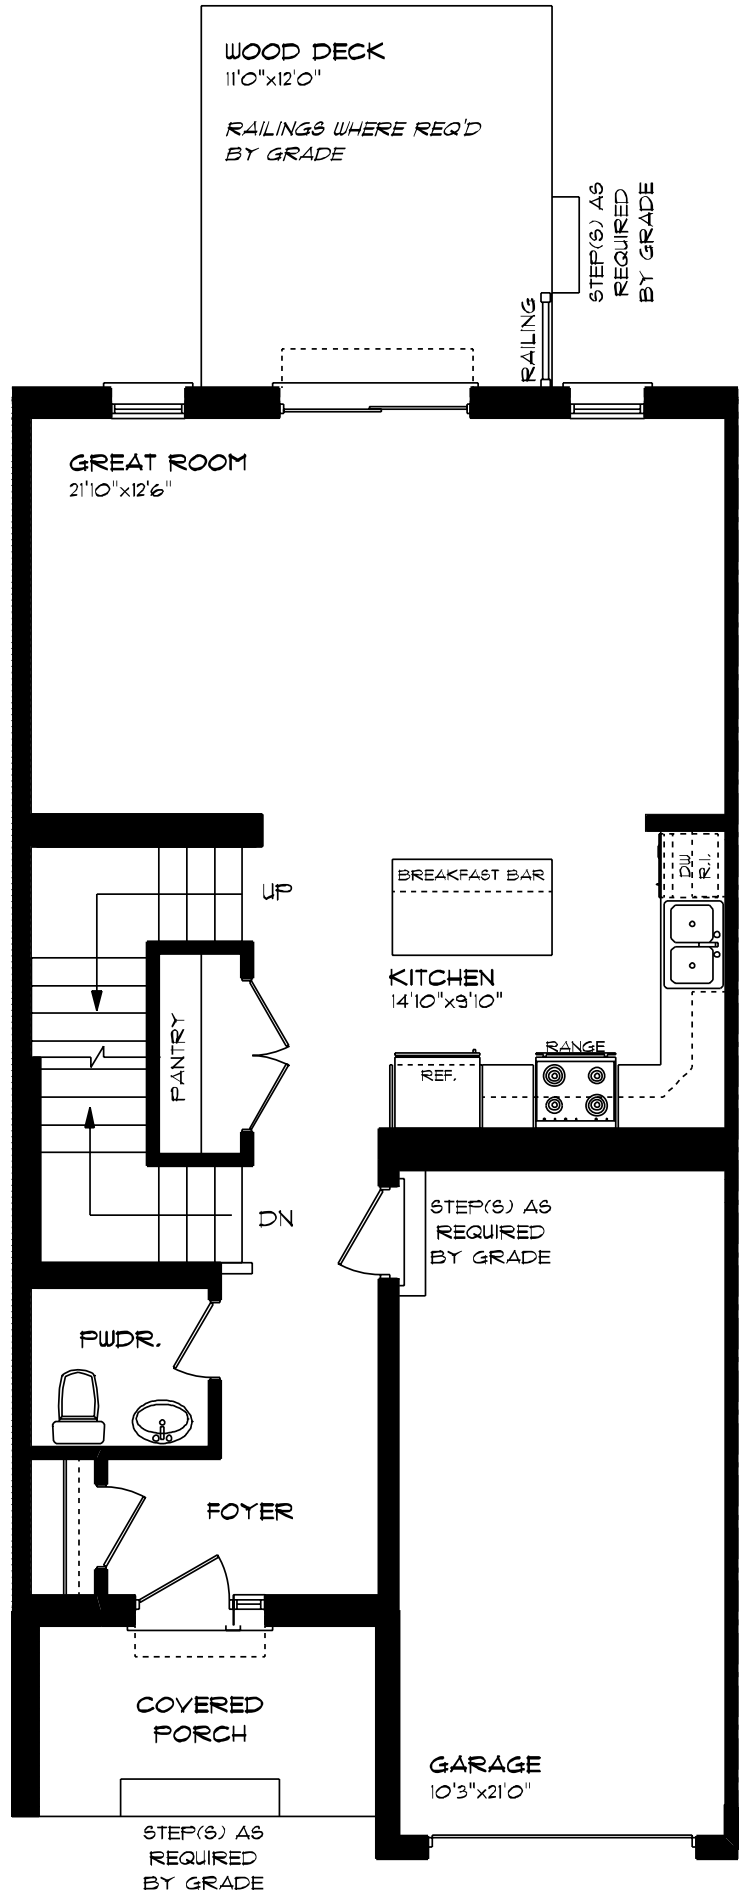 WOOD DECK
11'0"x12'0"
RAILINGS WHERE REQ'D
BY GRADE
STEP(S) AS
REQUIRED
BY GRADE
RAILING
GREAT ROOM
21'10"x12'6"
UP
BREAKFAST BAR
DW
R.I.
KITCHEN
14'10"x9'10"
PANTRY
REF.
RANGE
DN
STEP(S) AS
REQUIRED
BY GRADE
PWDR.
FOYER
COVERED
PORCH
GARAGE
10'3"x21'0"
STEP(S) AS
REQUIRED
BY GRADE